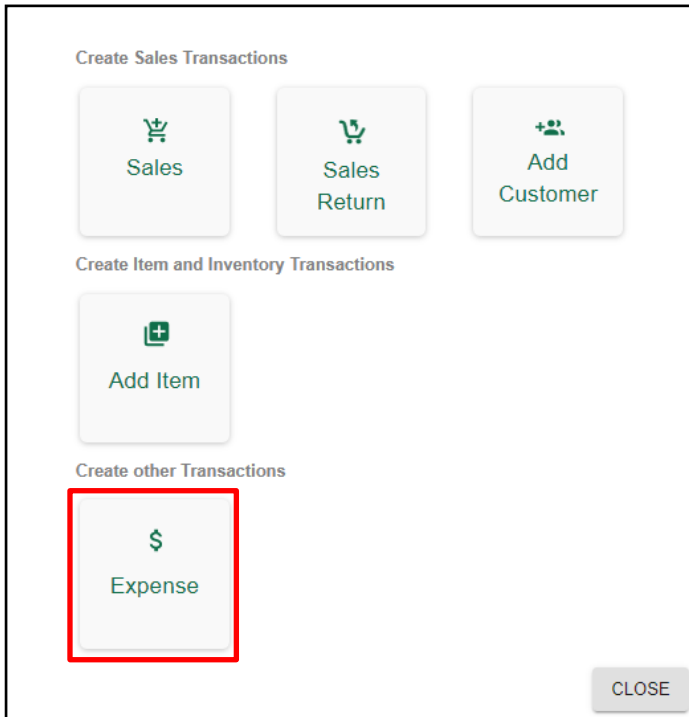 Create Sales Transactions
Sales
Sales
Return
Add
Customer
Create Item and Inventory Transactions
Add Item
Create other Transactions
$
Expense
CLOSE